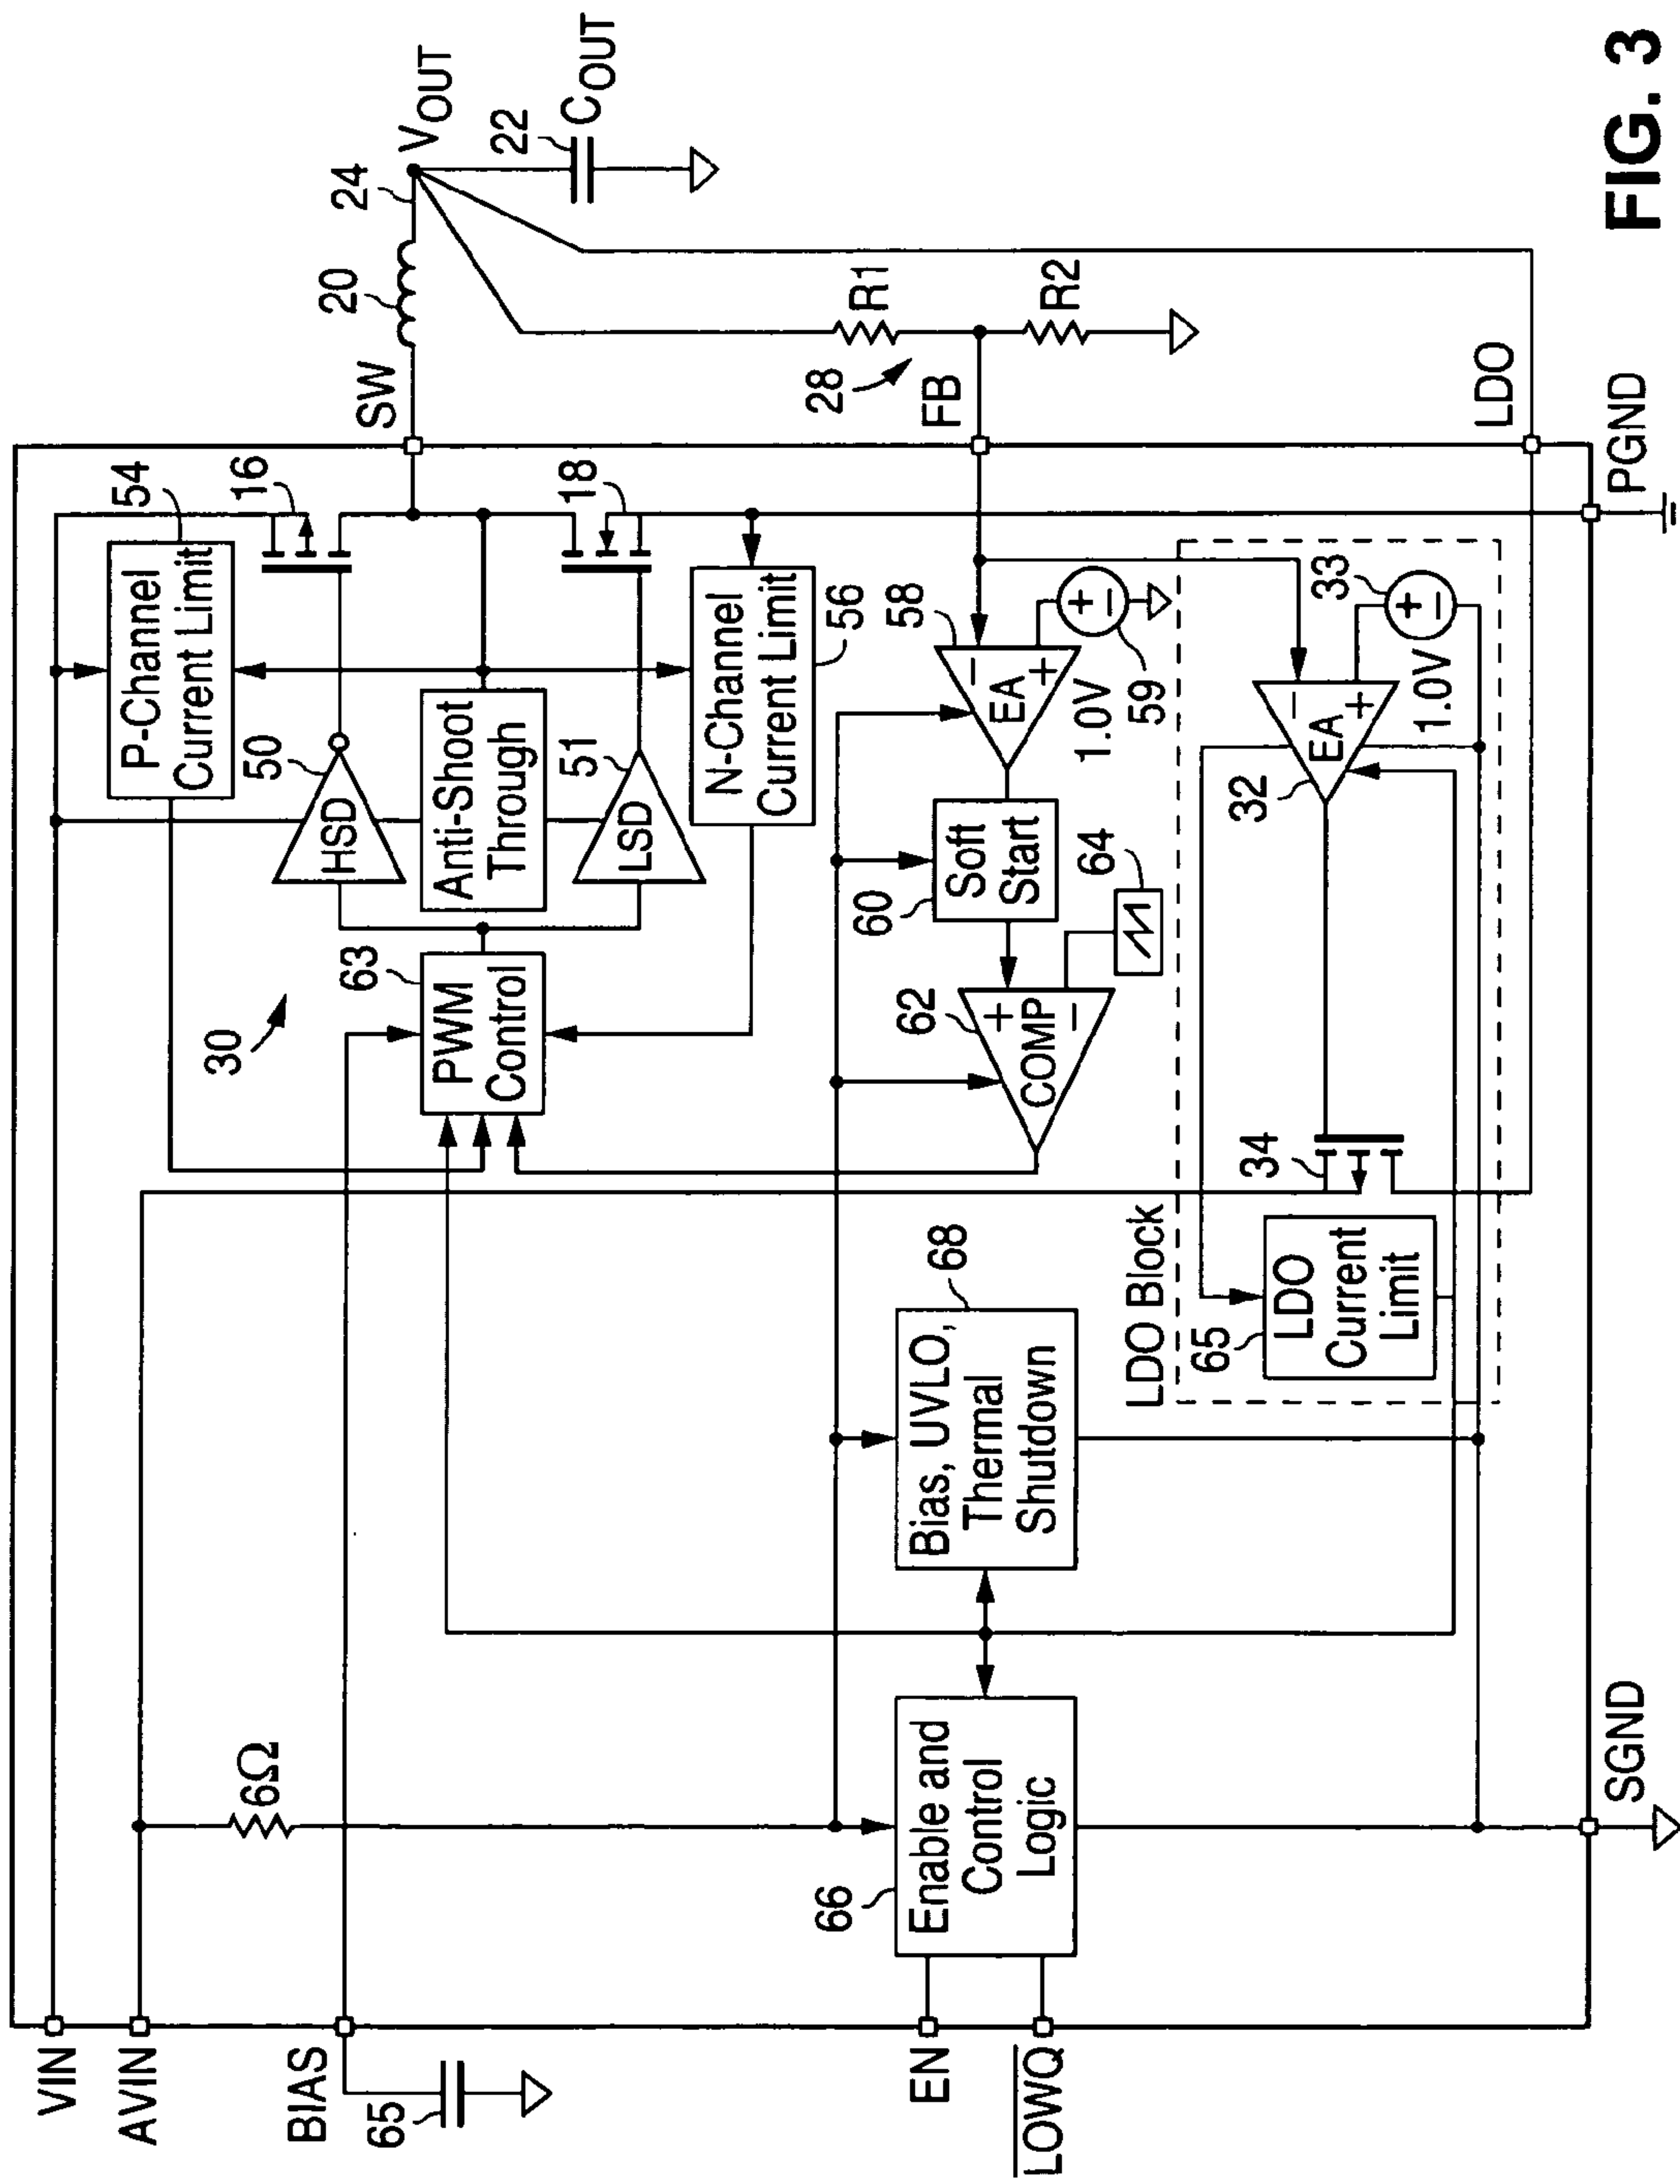 VIN
AVIN
BIAS
65
EN
LOWQ
6Ω
66
Enable and
Control
Logic
SGND
68
Bias, UVLO,
Thermal
Shutdown
LDO Block
65
LDO
Current
Limit
34
30
63
PWM
Control
62
COMP
+
−
64
60
Soft
Start
58
EA
−
+
1.0V
59
+
−
32
EA
−
+
1.0V
33
+
−
P-Channel
Current Limit
54
16
50
HSD
Anti-Shoot
Through
51
LSD
18
N-Channel
Current Limit
56
SW
20
24
VOUT
22
COUT
28
R1
R2
FB
LDO
PGND
FIG. 3